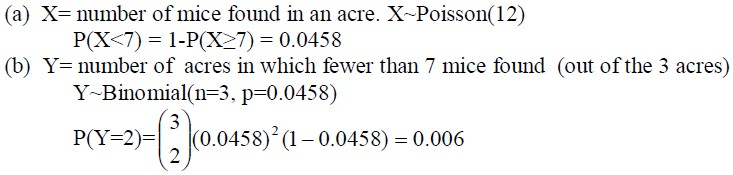 (a) X= number of mice found in an acre. X~Poisson(12)
P(X<7) = 1-P(X≥7) = 0.0458
(b) Y= number of acres in which fewer than 7 mice found (out of the 3 acres)
Y~Binomial(n=3, p=0.0458)
P(Y=2)=(3 2)(0.0458)²(1−0.0458) = 0.006